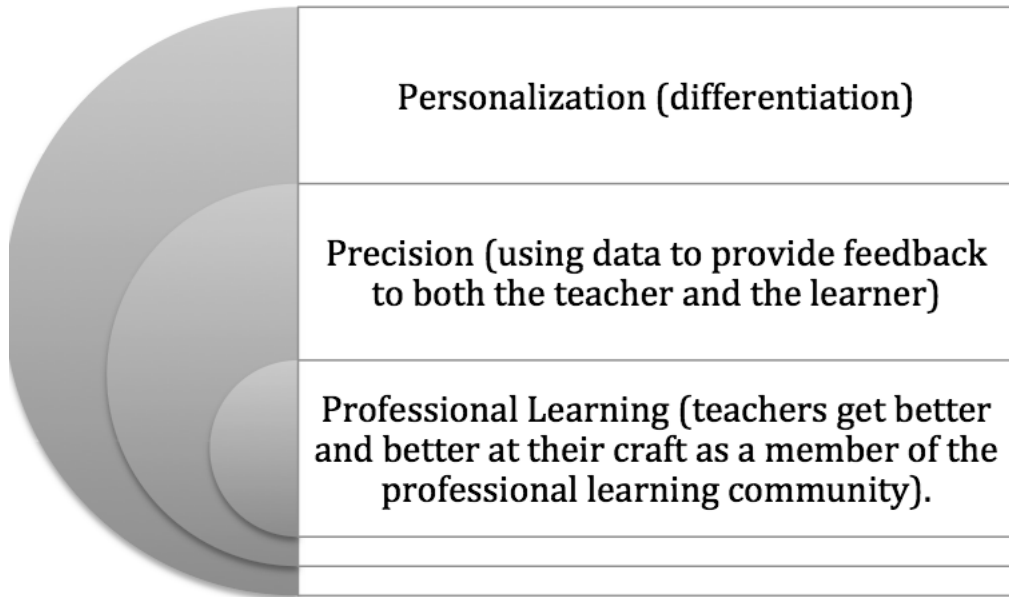 Personalization (differentiation)
Precision (using data to provide feedback
to both the teacher and the learner)
Professional Learning (teachers get better
and better at their craft as a member of the
professional learning community).